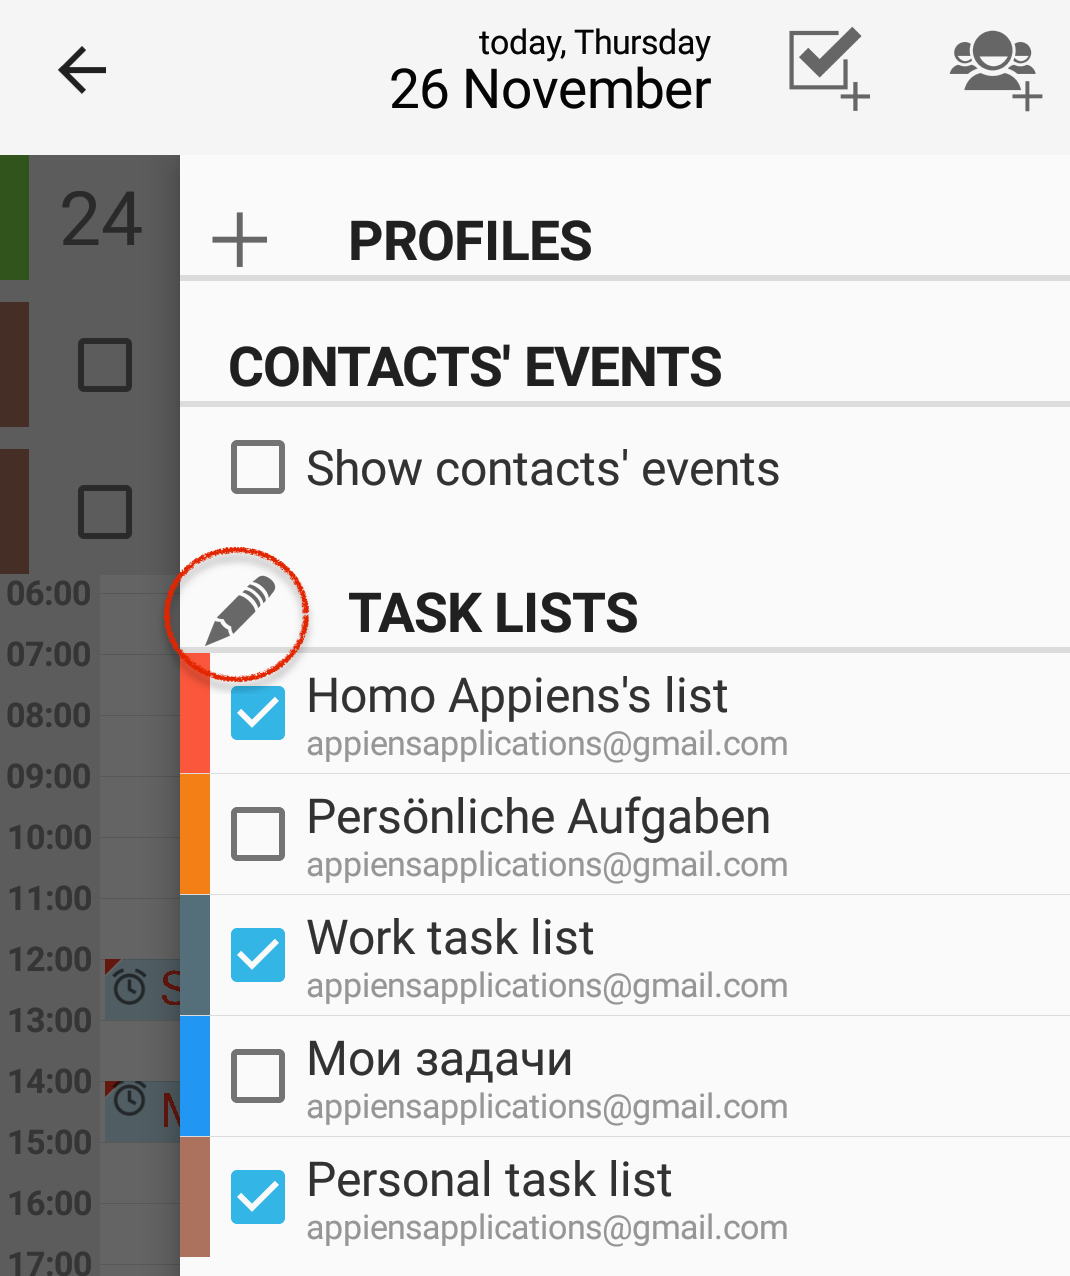 today, Thursday
26 November
24
PROFILES
CONTACTS' EVENTS
Show contacts' events
TASK LISTS
Homo Appiens's list
appiensapplications@gmail.com
Persönliche Aufgaben
appiensapplications@gmail.com
Work task list
appiensapplications@gmail.com
Мои задачи
appiensapplications@gmail.com
Personal task list
appiensapplications@gmail.com
06:00
07:00
08:00
09:00
10:00
11:00
12:00
13:00
14:00
15:00
16:00
17:00